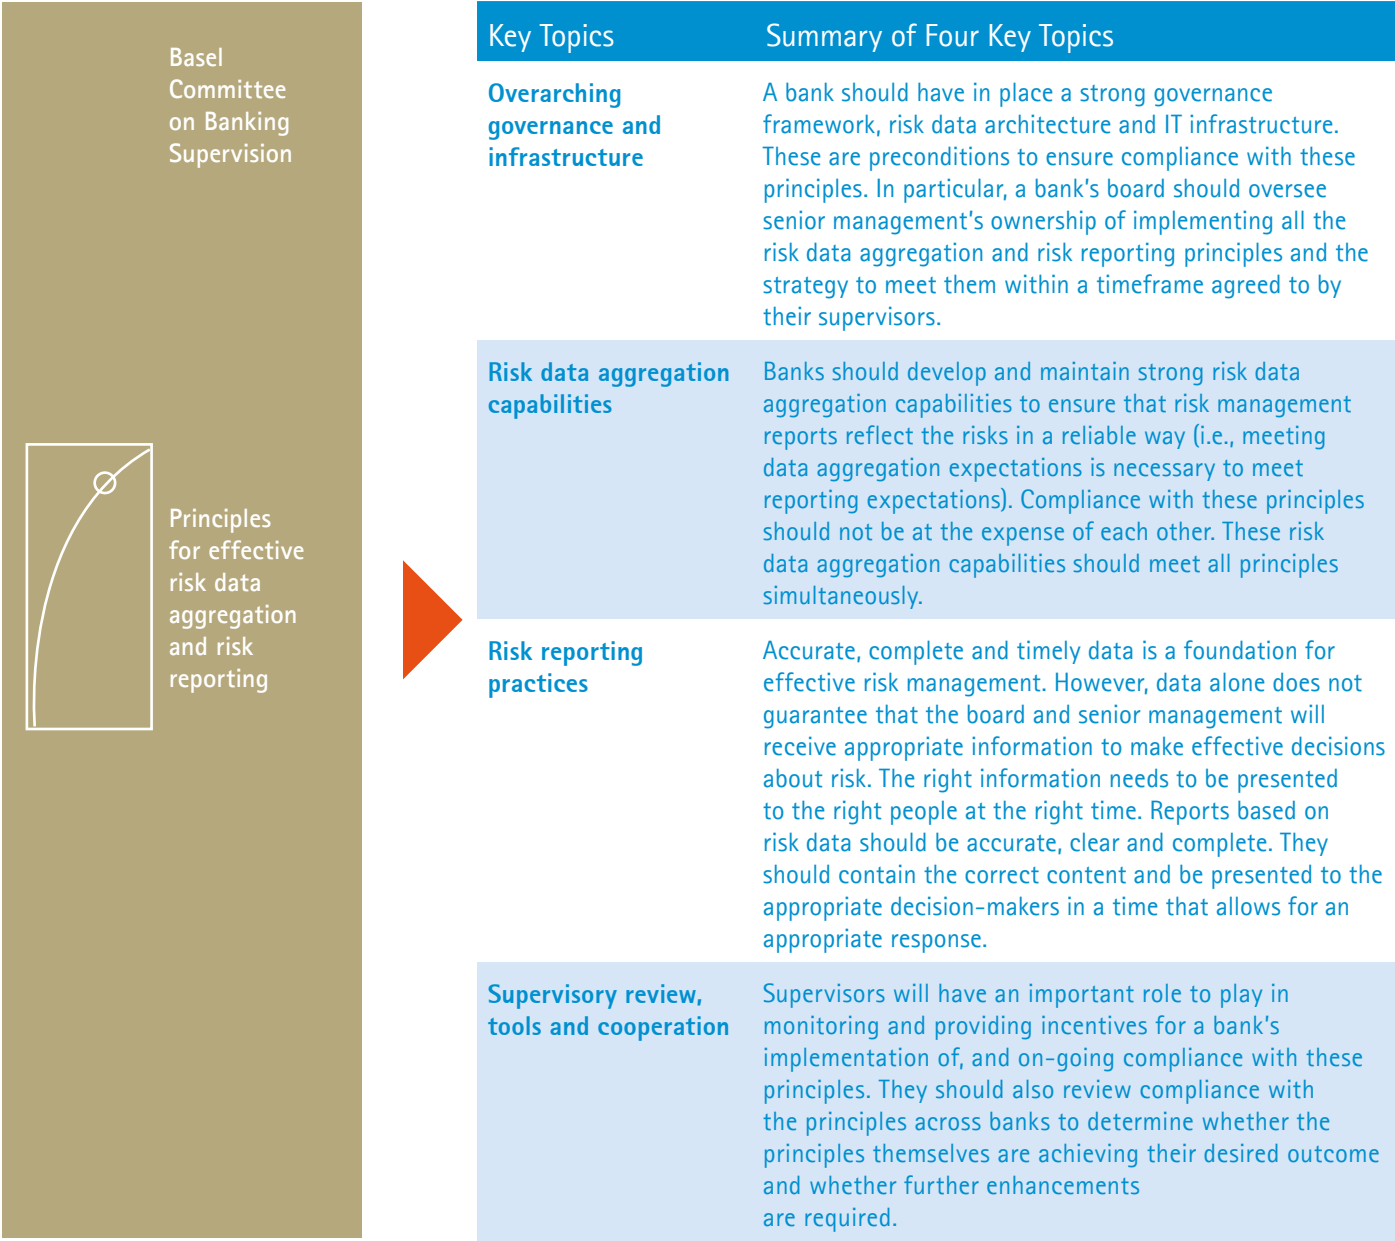 Basel
Committee
on Banking
Supervision
Principles
for effective
risk data
aggregation
and risk
reporting
Key Topics
Summary of Four Key Topics
Overarching
governance and
infrastructure
A bank should have in place a strong governance
framework, risk data architecture and IT infrastructure.
These are preconditions to ensure compliance with these
principles. In particular, a bank’s board should oversee
senior management’s ownership of implementing all the
risk data aggregation and risk reporting principles and the
strategy to meet them within a timeframe agreed to by
their supervisors.
Risk data aggregation
capabilities
Banks should develop and maintain strong risk data
aggregation capabilities to ensure that risk management
reports reflect the risks in a reliable way (i.e., meeting
data aggregation expectations is necessary to meet
reporting expectations). Compliance with these principles
should not be at the expense of each other. These risk
data aggregation capabilities should meet all principles
simultaneously.
Risk reporting
practices
Accurate, complete and timely data is a foundation for
effective risk management. However, data alone does not
guarantee that the board and senior management will
receive appropriate information to make effective decisions
about risk. The right information needs to be presented
to the right people at the right time. Reports based on
risk data should be accurate, clear and complete. They
should contain the correct content and be presented to the
appropriate decision-makers in a time that allows for an
appropriate response.
Supervisory review,
tools and cooperation
Supervisors will have an important role to play in
monitoring and providing incentives for a bank’s
implementation of, and on-going compliance with these
principles. They should also review compliance with
the principles across banks to determine whether the
principles themselves are achieving their desired outcome
and whether further enhancements
are required.